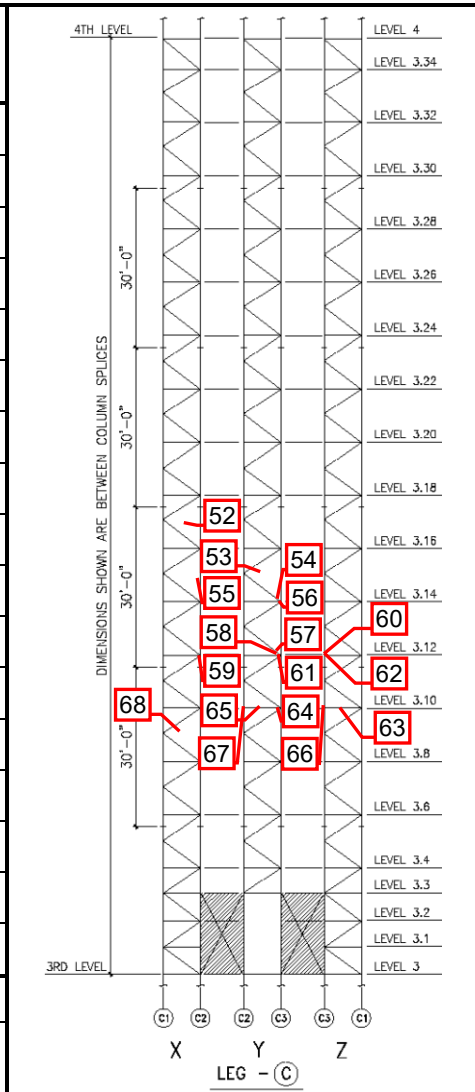 4TH LEVEL
LEVEL 4
LEVEL 3.34
LEVEL 3.32
LEVEL 3.30
LEVEL 3.28
30'-0"
LEVEL 3.26
LEVEL 3.24
LEVEL 3.22
30'-0"
LEVEL 3.20
LEVEL 3.18
DIMENSIONS SHOWN ARE BETWEEN COLUMN SPLICES
52
LEVEL 3.16
53
54
30'-0"
55
56
LEVEL 3.14
58
57
60
LEVEL 3.12
59
61
62
68
65
64
LEVEL 3.10
63
67
66
30'-0"
LEVEL 3.8
LEVEL 3.6
LEVEL 3.4
LEVEL 3.3
LEVEL 3.2
LEVEL 3.1
3RD LEVEL
LEVEL 3
C1 C2 C2 C3 C3 C1
X Y Z
LEG - C